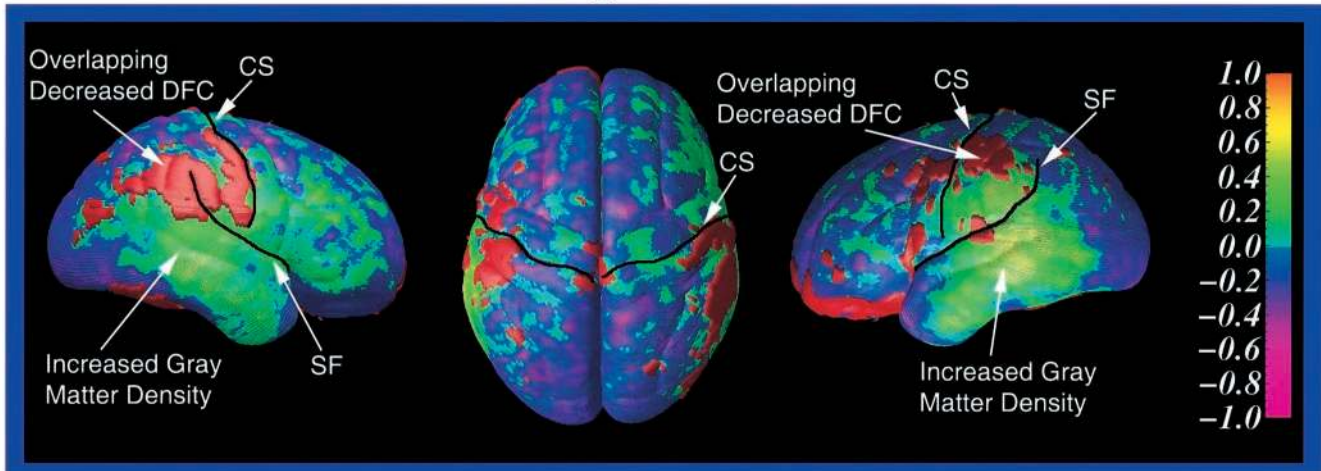 Overlapping
Decreased DFC
CS
Increased Gray
Matter Density
SF
CS
Overlapping
Decreased DFC
CS
SF
Increased Gray
Matter Density
1.0
0.8
0.6
0.4
0.2
0.0
−0.2
−0.4
−0.6
−0.8
−1.0